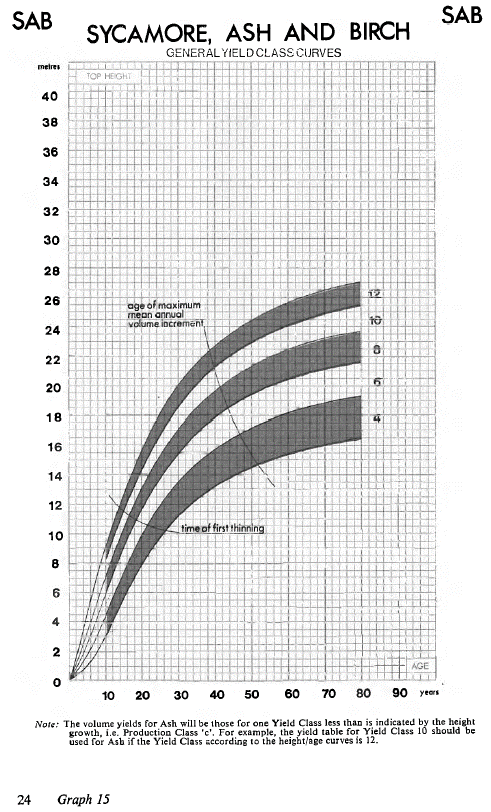 SAB
SYCAMORE, ASH AND BIRCH
SAB
GENERAL YIELD CLASS CURVES
metres
TOP HEIGHT
40
38
36
34
32
30
28
26
24
22
20
18
16
14
12
10
8
6
4
2
0
age of maximum
mean annual
volume increment
12
10
8
6
4
time of first thinning
AGE
10 20 30 40 50 60 70 80 90 years
Note: The volume yields for Ash will be those for one Yield Class less than is indicated by the height
growth, i.e. Production Class 'c'. For example, the yield table for Yield Class 10 should be
used for Ash if the Yield Class according to the height/age curves is 12.
24 Graph 15